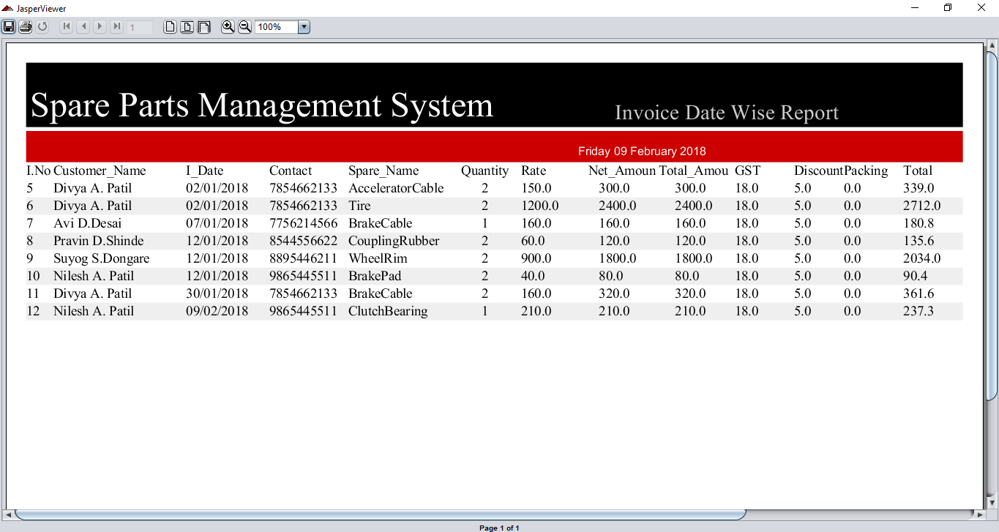 JasperViewer
1 100%
Spare Parts Management System Invoice Date Wise Report
Friday 09 February 2018
I.No Customer_Name I_Date Contact Spare_Name Quantity Rate Net_Amoun Total_Amou GST Discount Packing Total
5 Divya A. Patil 02/01/2018 7854662133 AcceleratorCable 2 150.0 300.0 300.0 18.0 5.0 0.0 339.0
6 Divya A. Patil 02/01/2018 7854662133 Tire 2 1200.0 2400.0 2400.0 18.0 5.0 0.0 2712.0
7 Avi D.Desai 07/01/2018 7756214566 BrakeCable 1 160.0 160.0 160.0 18.0 5.0 0.0 180.8
8 Pravin D.Shinde 12/01/2018 8544556622 CouplingRubber 2 60.0 120.0 120.0 18.0 5.0 0.0 135.6
9 Suyog S.Dongare 12/01/2018 8895446211 WheelRim 2 900.0 1800.0 1800.0 18.0 5.0 0.0 2034.0
10 Nilesh A. Patil 12/01/2018 9865445511 BrakePad 2 40.0 80.0 80.0 18.0 5.0 0.0 90.4
11 Divya A. Patil 30/01/2018 7854662133 BrakeCable 2 160.0 320.0 320.0 18.0 5.0 0.0 361.6
12 Nilesh A. Patil 09/02/2018 9865445511 ClutchBearing 1 210.0 210.0 210.0 18.0 5.0 0.0 237.3
Page 1 of 1